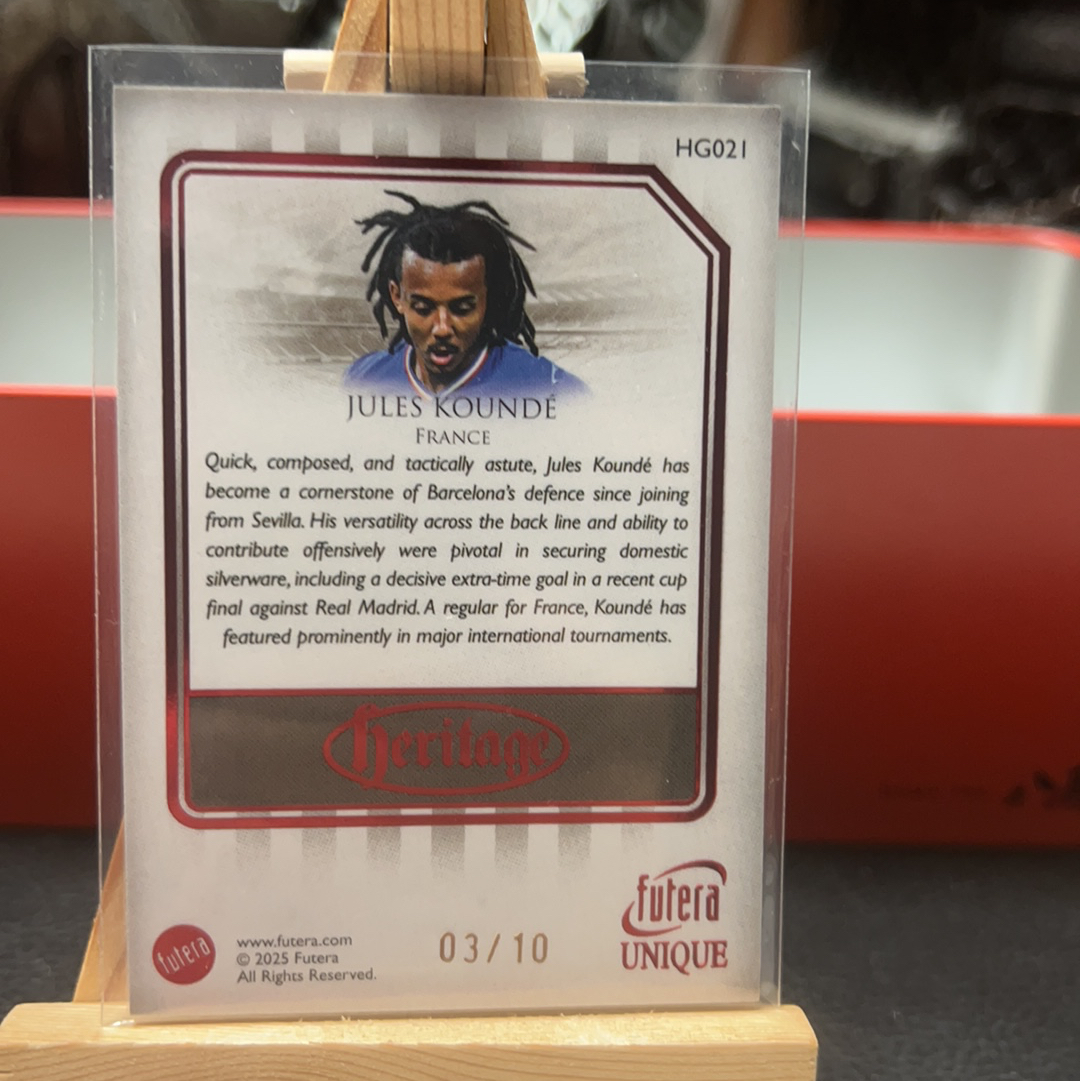 HG021
JULES KOUNDÉ
FRANCE
Quick, composed, and tactically astute, Jules Koundé has
become a cornerstone of Barcelona's defence since joining
from Sevilla. His versatility across the back line and ability to
contribute offensively were pivotal in securing domestic
silverware, including a decisive extra-time goal in a recent cup
final against Real Madrid. A regular for France, Koundé has
featured prominently in major international tournaments.
heritage
futera
UNIQUE
futera
www.futera.com
© 2025 Futera
All Rights Reserved.
03/10